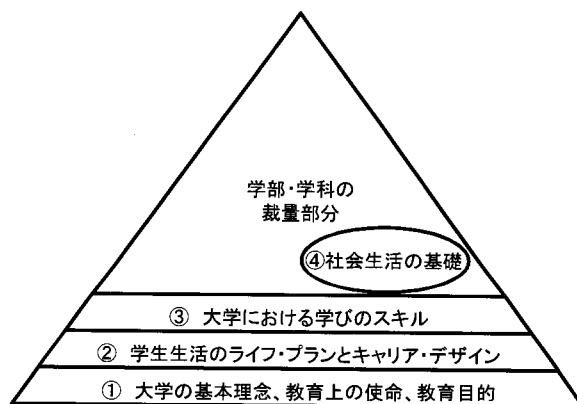 学部・学科の
裁量部分
④社会生活の基礎
③ 大学における学びのスキル
② 学生生活のライフ・プランとキャリア・デザイン
① 大学の基本理念、教育上の使命、教育目的